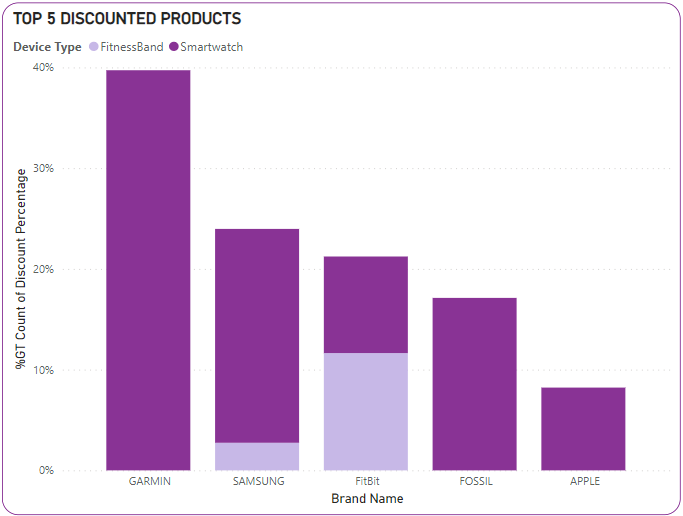 TOP 5 DISCOUNTED PRODUCTS
Device Type FitnessBand Smartwatch
%GT Count of Discount Percentage
40%
30%
20%
10%
0%
GARMIN SAMSUNG FitBit FOSSIL APPLE
Brand Name